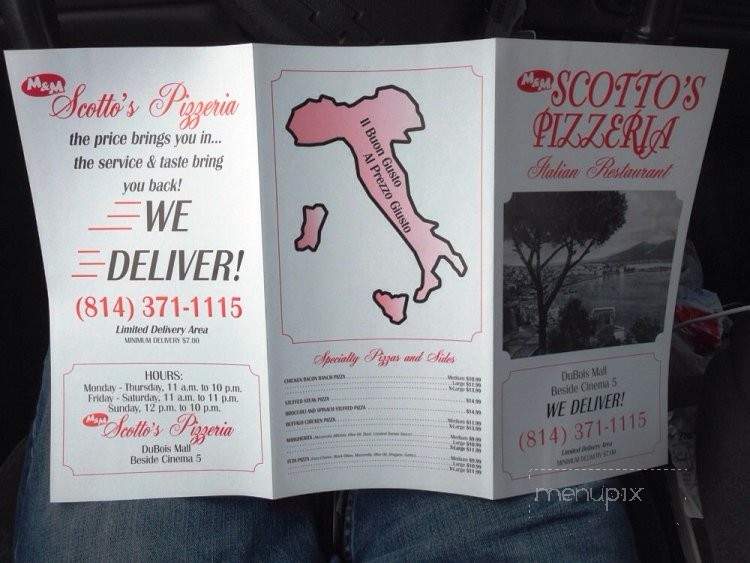 M&M
Scotto's Pizzeria
the price brings you in...
the service & taste bring
you back!
WE
DELIVER!
(814) 371-1115
Limited Delivery Area
MINIMUM DELIVERY $7.00
HOURS:
Monday - Thursday, 11 a.m. to 10 p.m.
Friday - Saturday, 11 a.m. to 11 p.m.
Sunday, 12 p.m. to 10 p.m.
M&M
Scotto's Pizzeria
DuBois Mall
Beside Cinema 5
Il Buon Gusto
Al Prezzo Giusto
Specialty Pizzas and Sides
CHICKEN BACON RANCH PIZZA
STUFFED STEAK PIZZA
$14.99
BROCCOLI AND SPINACH STUFFED PIZZA
$14.99
BUFFALO CHICKEN PIZZA
MARGHERITA
FETA PIZZA
M&M
SCOTTO'S
PIZZERIA
Italian Restaurant
DuBois Mall
Beside Cinema 5
WE DELIVER!
(814) 371-1115
Limited Delivery Area
MINIMUM DELIVERY $7.00
menupix